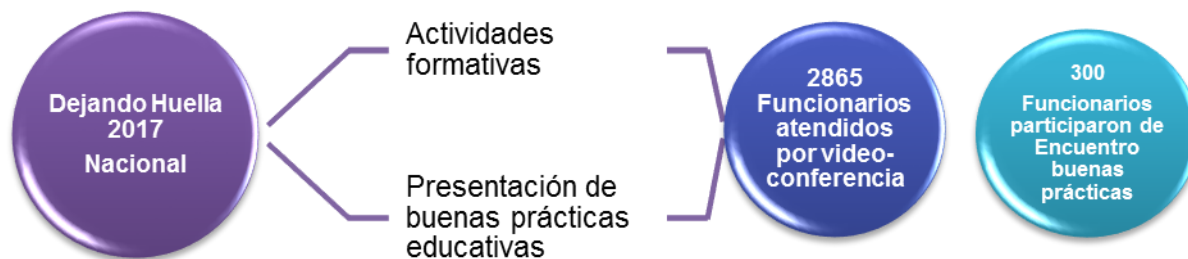 Dejando Huella
2017
Nacional
Actividades
formativas
Presentación de
buenas prácticas
educativas
2865
Funcionarios
atendidos
por video-
conferencia
300
Funcionarios
participaron de
Encuentro
buenas
prácticas